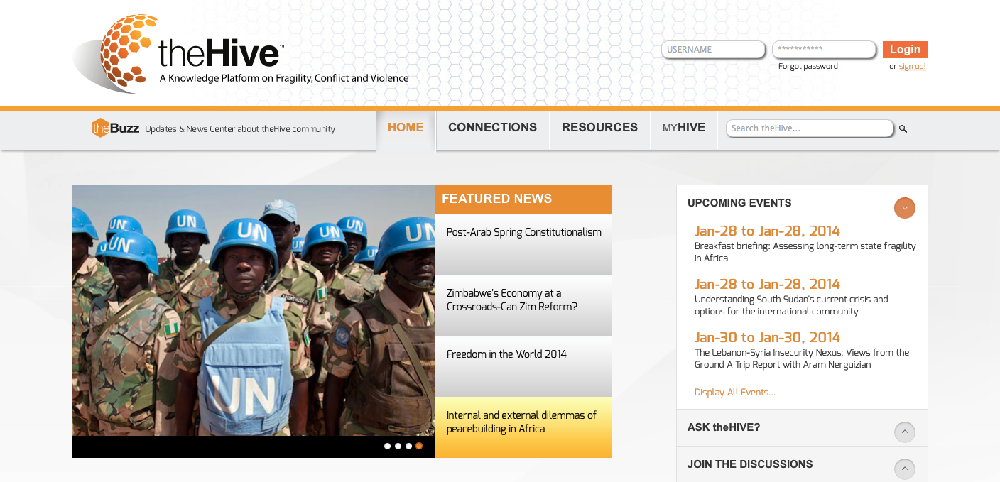 theHive™
A Knowledge Platform on Fragility, Conflict and Violence
USERNAME
***********
Login
Forgot password
or sign up!
theBuzz Updates & News Center about theHive community
HOME
CONNECTIONS
RESOURCES
MYHIVE
Search theHive...
UN
UN
UN
UN
UN
UN
UN
UN
FEATURED NEWS
Post-Arab Spring Constitutionalism
Zimbabwe's Economy at a
Crossroads-Can Zim Reform?
Freedom in the World 2014
Internal and external dilemmas of
peacebuilding in Africa
UPCOMING EVENTS
Jan-28 to Jan-28, 2014
Breakfast briefing: Assessing long-term state fragility
in Africa
Jan-28 to Jan-28, 2014
Understanding South Sudan's current crisis and
options for the international community
Jan-30 to Jan-30, 2014
The Lebanon-Syria Insecurity Nexus: Views from the
Ground A Trip Report with Aram Nerguizian
Display All Events...
ASK theHIVE?
JOIN THE DISCUSSIONS